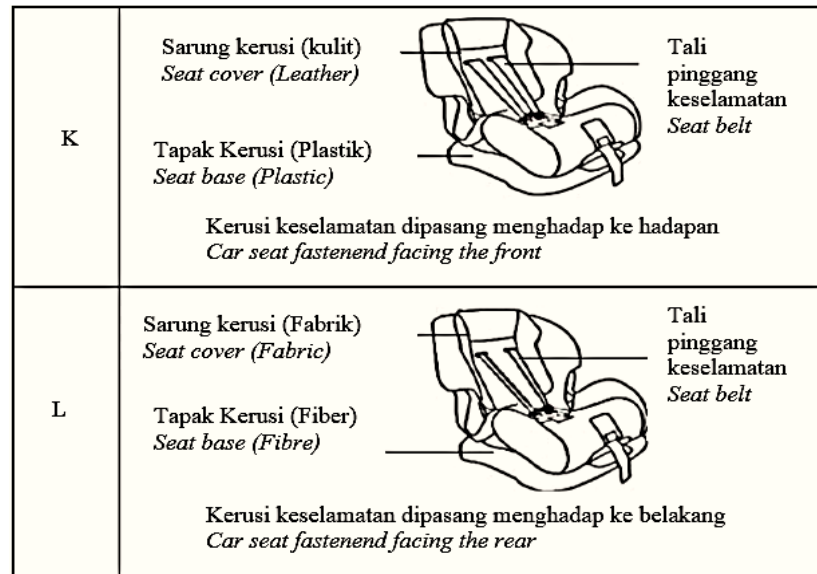 K
Sarung kerusi (kulit)
Seat cover (Leather)
Tali
pinggang
keselamatan
Seat belt
Tapak Kerusi (Plastik)
Seat base (Plastic)
Kerusi keselamatan dipasang menghadap ke hadapan
Car seat fastenend facing the front
L
Sarung kerusi (Fabrik)
Seat cover (Fabric)
Tali
pinggang
keselamatan
Seat belt
Tapak Kerusi (Fiber)
Seat base (Fibre)
Kerusi keselamatan dipasang menghadap ke belakang
Car seat fastenend facing the rear